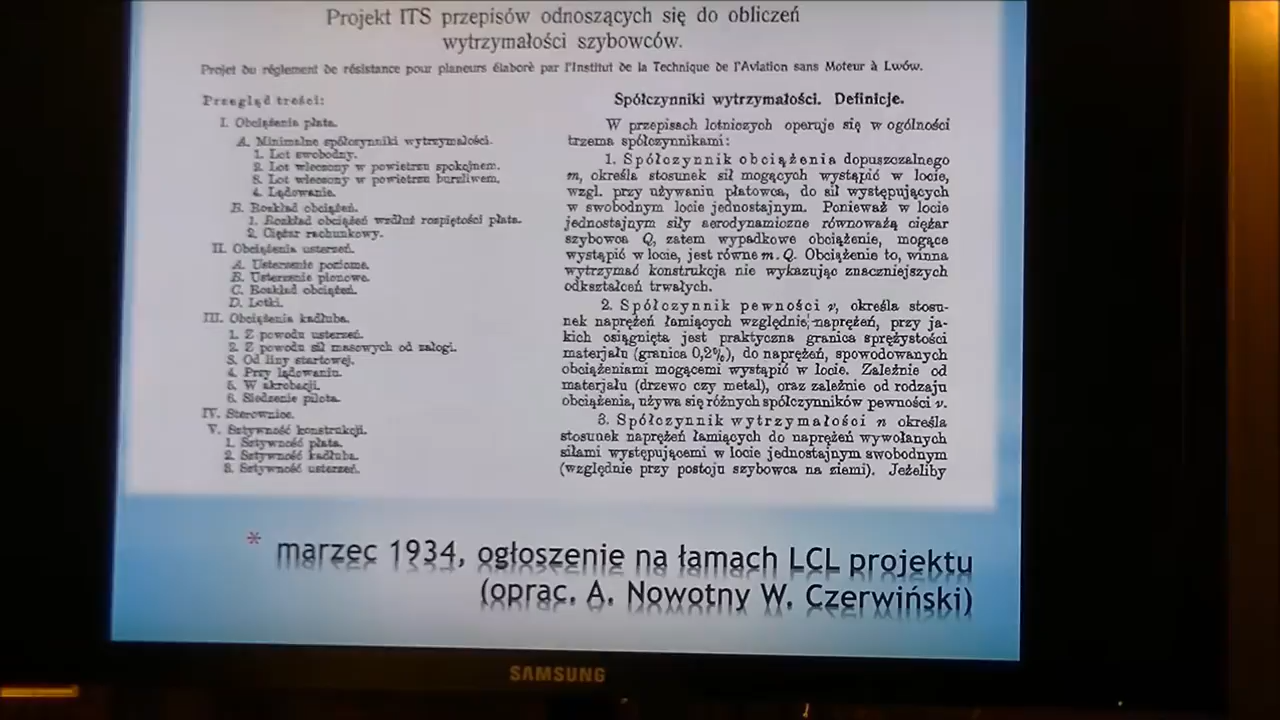 Projekt ITS przepisów odnoszących się do obliczeń
wytrzymałości szybowców.
Projet du règlement de résistance pour planeurs élaborè par l'Institut de la Technique de l'Aviation sans Moteur à Lwów.
Przegląd treści:
I. Obciążenia płata.
A. Minimalne spółczynniki wytrzymałości.
1. Lot swobodny.
2. Lot wleczony w powietrzu spokojnem.
3. Lot wleczony w powietrzu burzliwem.
4. Lądowanie.
B. Rozkład obciążeń.
1. Rozkład obciążeń wzdłuż rozpiętości płata.
2. Ciężar rachunkowy.
II. Obciążenia usterzeń.
A. Usterzenie poziome.
B. Usterzenie pionowe.
C. Rozkład obciążeń.
D. Lotki.
III. Obciążenia kadłuba.
1. Z powodu usterzeń.
2. Z powodu sił masowych od załogi.
3. Od liny startowej.
4. Przy lądowaniu.
5. W akrobacji.
6. Siedzenie pilota.
IV. Sterownice.
V. Sztywność konstrukcji.
1. Sztywność płata.
2. Sztywność kadłuba.
3. Sztywność usterzeń.
Spółczynniki wytrzymałości. Definicje.
W przepisach lotniczych operuje się w ogólności
trzema spółczynnikami:
1. Spółczynnik obciążenia dopuszczalnego
m, określa stosunek sił mogących wystąpić w locie,
wzgl. przy używaniu płatowca, do sił występujących
w swobodnym locie jednostajnym. Ponieważ w locie
jednostajnym siły aerodynamiczne równoważą ciężar
szybowca Q, zatem wypadkowe obciążenie, mogące
wystąpić w locie, jest równe m. Q. Obciążenie to, winna
wytrzymać konstrukcja nie wykazując znaczniejszych
odkształceń trwałych.
2. Spółczynnik pewności ν, określa stosu-
nek naprężeń łamiących względnie naprężeń, przy ja-
kich osiągnięta jest praktyczna granica sprężystości
materjału (granica 0,2%), do naprężeń, spowodowanych
obciążeniami mogącemi wystąpić w locie. Zależnie od
materjału (drzewo czy metal), oraz zależnie od rodzaju
obciążenia, używa się różnych spółczynników pewności ν.
3. Spółczynnik wytrzymałości n określa
stosunek naprężeń łamiących do naprężeń wywołanych
siłami występującemi w locie jednostajnym swobodnym
(względnie przy postoju szybowca na ziemi). Jeżeliby
* marzec 1934, ogłoszenie na łamach LCL projektu
(oprac. A. Nowotny W. Czerwiński)
SAMSUNG